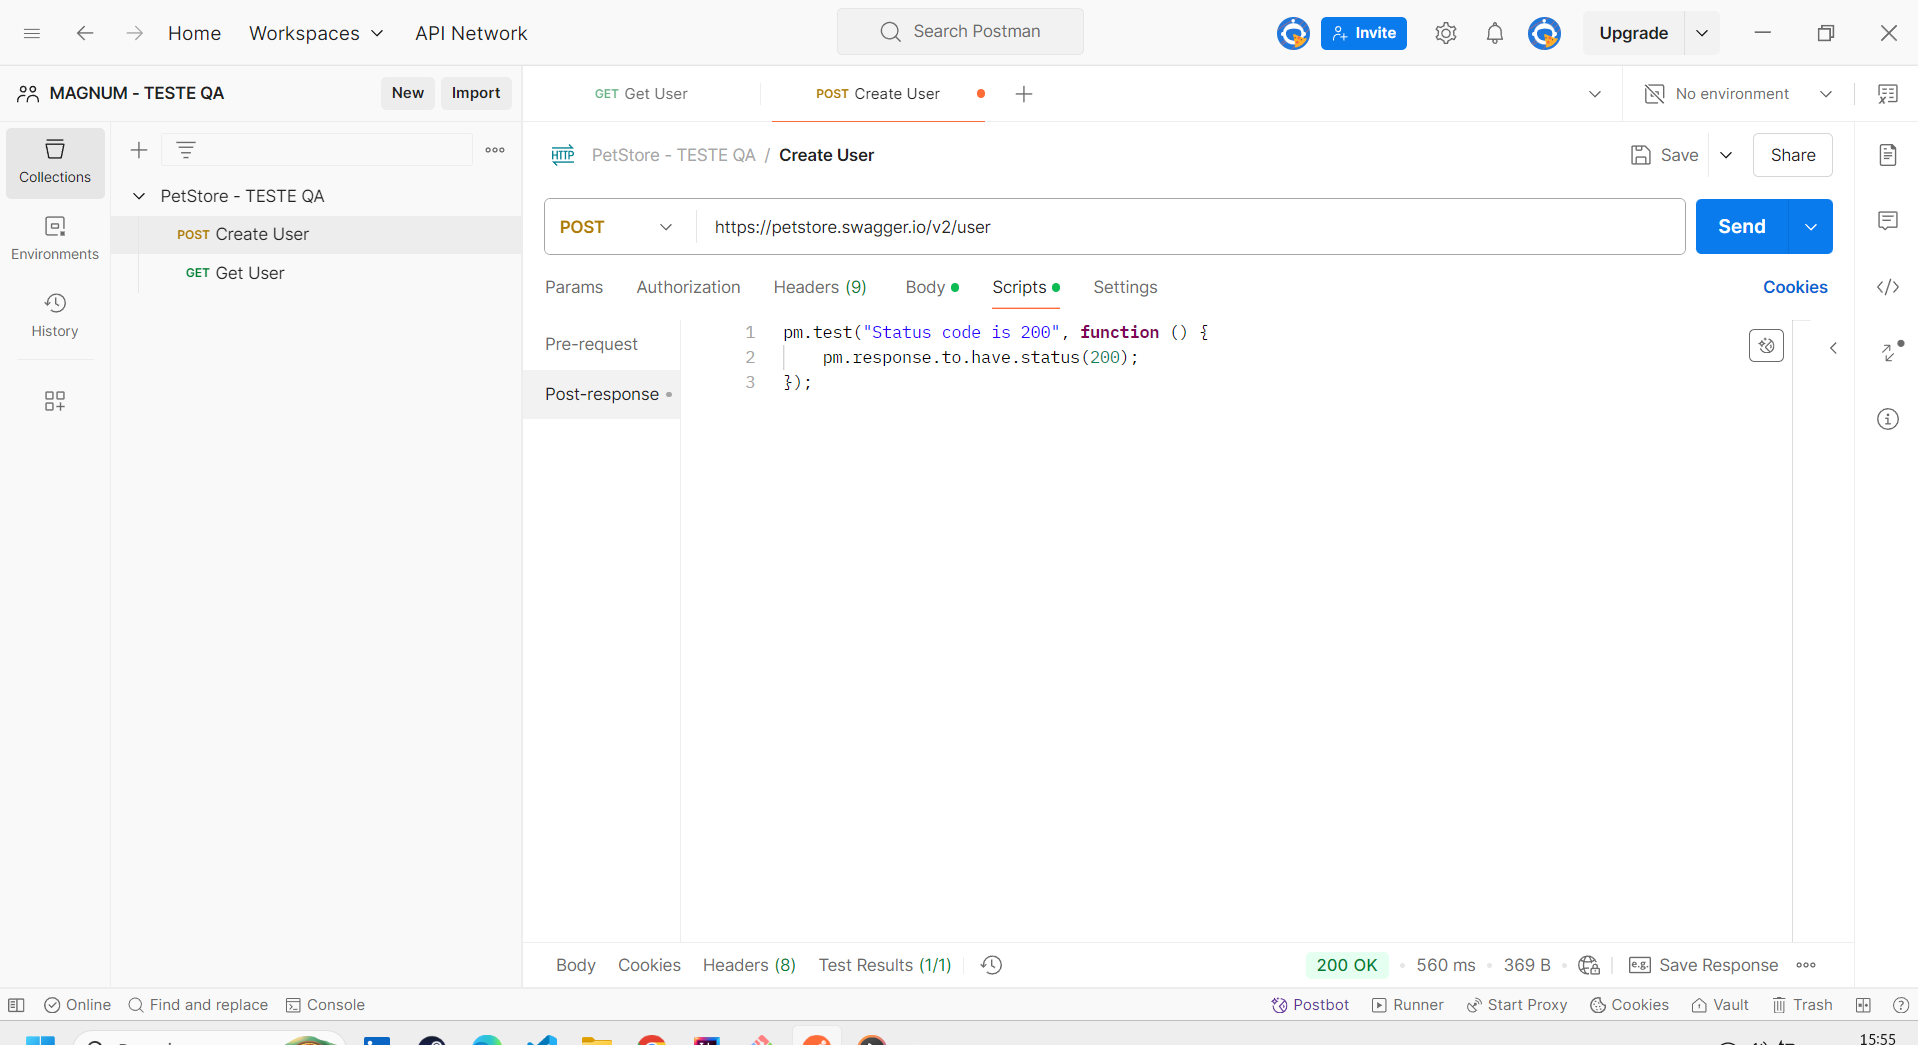 Home
Workspaces
API Network
Search Postman
Invite
Upgrade
MAGNUM - TESTE QA
New
Import
GET Get User
POST Create User
No environment
Collections
Environments
History
PetStore - TESTE QA
POST Create User
GET Get User
HTTP
PetStore - TESTE QA / Create User
Save
Share
POST
https://petstore.swagger.io/v2/user
Send
Params
Authorization
Headers (9)
Body
Scripts
Settings
Cookies
Pre-request
Post-response
1 pm.test("Status code is 200", function () {
2 pm.response.to.have.status(200);
3 });
Body
Cookies
Headers (8)
Test Results (1/1)
200 OK
560 ms
369 B
e.g.
Save Response
Online
Find and replace
Console
Postbot
Runner
Start Proxy
Cookies
Vault
Trash
15:55